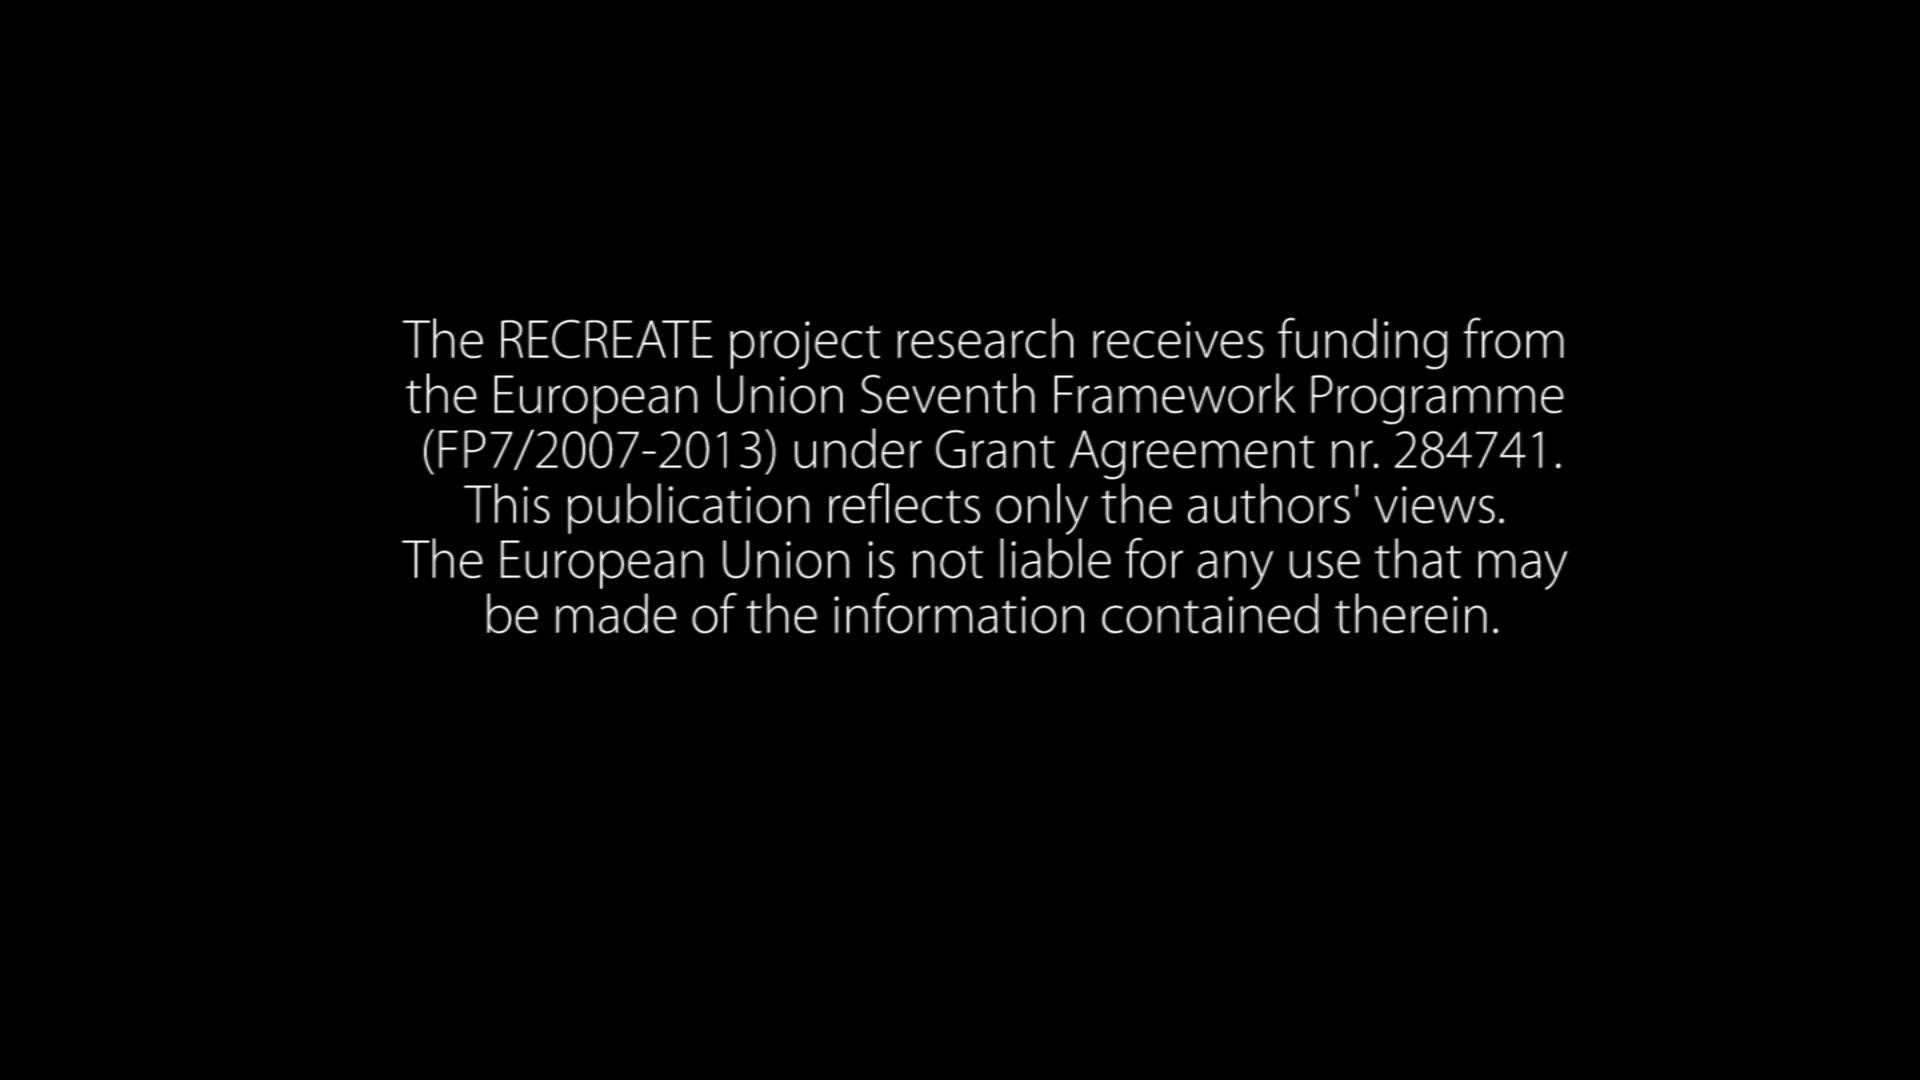 The RECREATE project research receives funding from
the European Union Seventh Framework Programme
(FP7/2007-2013) under Grant Agreement nr. 284741.
This publication reflects only the authors' views.
The European Union is not liable for any use that may
be made of the information contained therein.